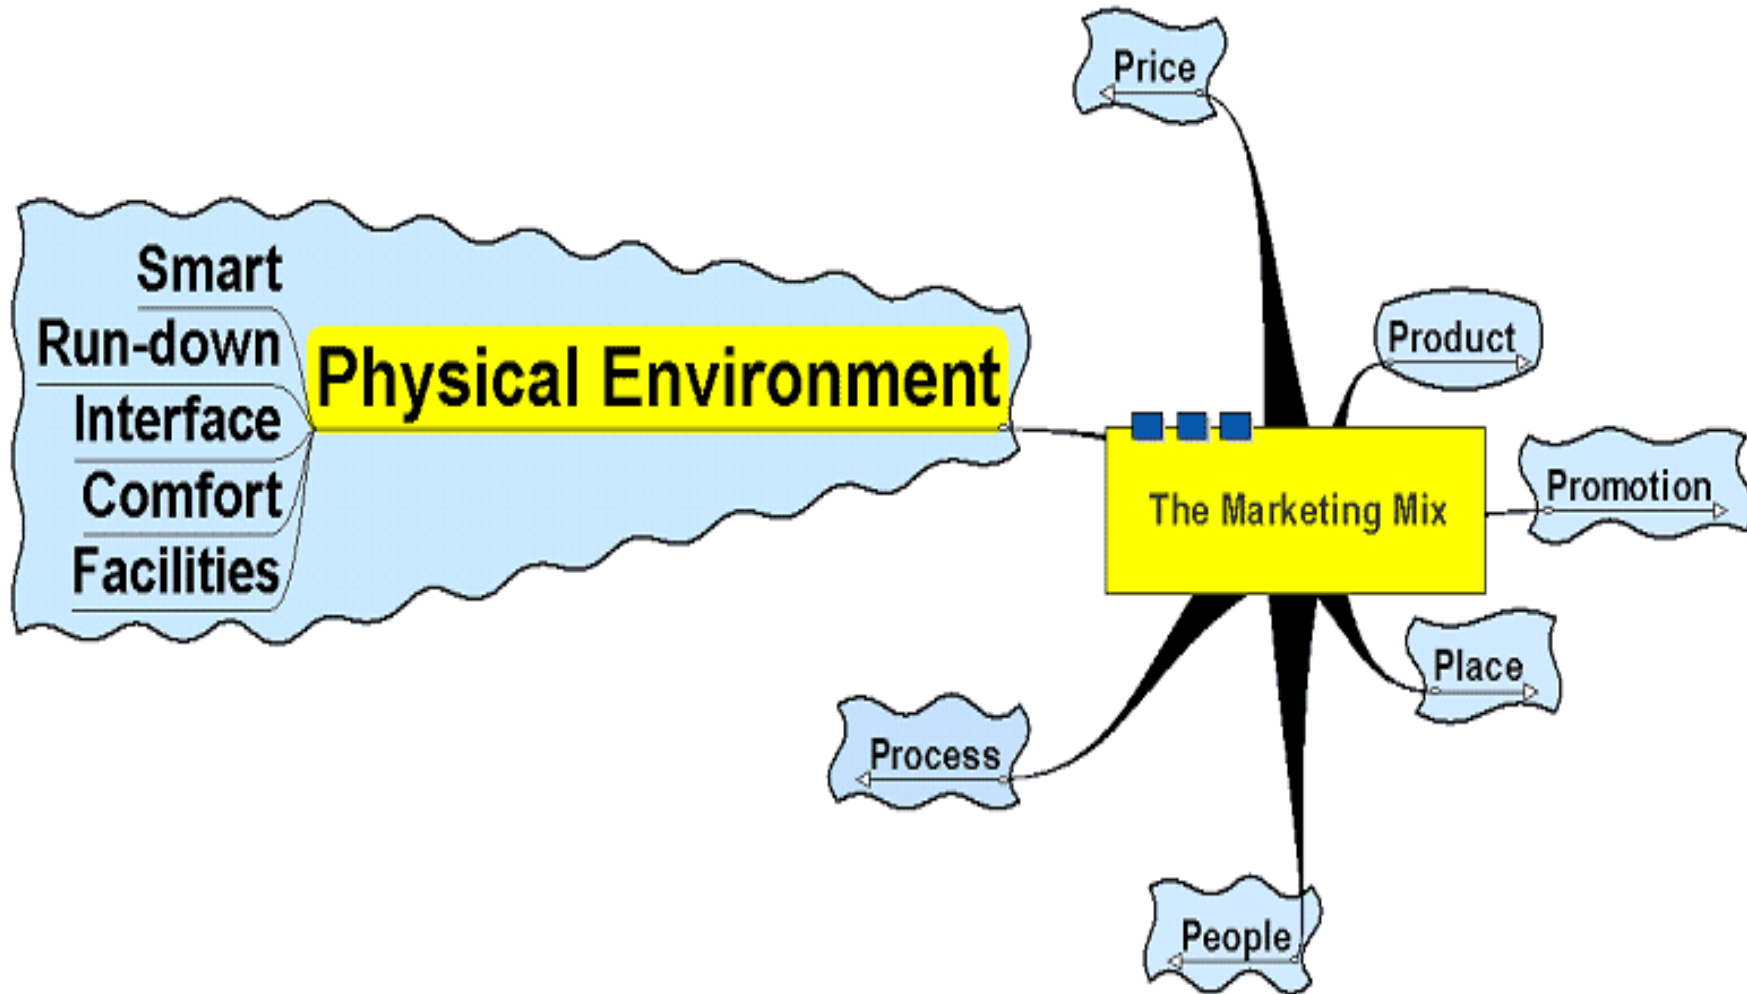 Price
Smart
Run-down
Interface
Comfort
Facilities
Physical Environment
Product
The Marketing Mix
Promotion
Place
Process
People